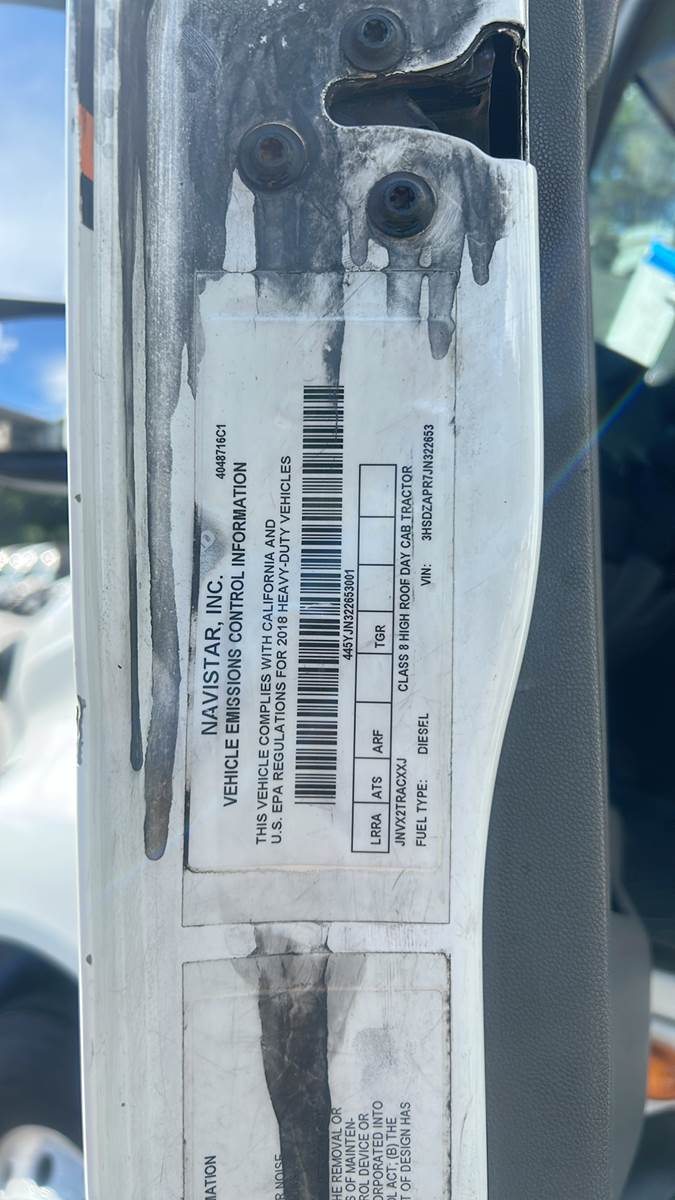 4048716C1
NAVISTAR, INC.
VEHICLE EMISSIONS CONTROL INFORMATION
THIS VEHICLE COMPLIES WITH CALIFORNIA AND
U.S. EPA REGULATIONS FOR 2018 HEAVY-DUTY VEHICLES
445YJN322653001
LRRA ATS ARF TGR
JNVX2TRACXXJ CLASS 8 HIGH ROOF DAY CAB TRACTOR
FUEL TYPE: DIESEL VIN: 3HSDZAPR7JN322653
MATION
R NOISE
HE REMOVAL OR
S OF MAINTEN-
ROL DEVICE OR
ORPORATED INTO
L ACT, (B) THE
T OF DESIGN HAS